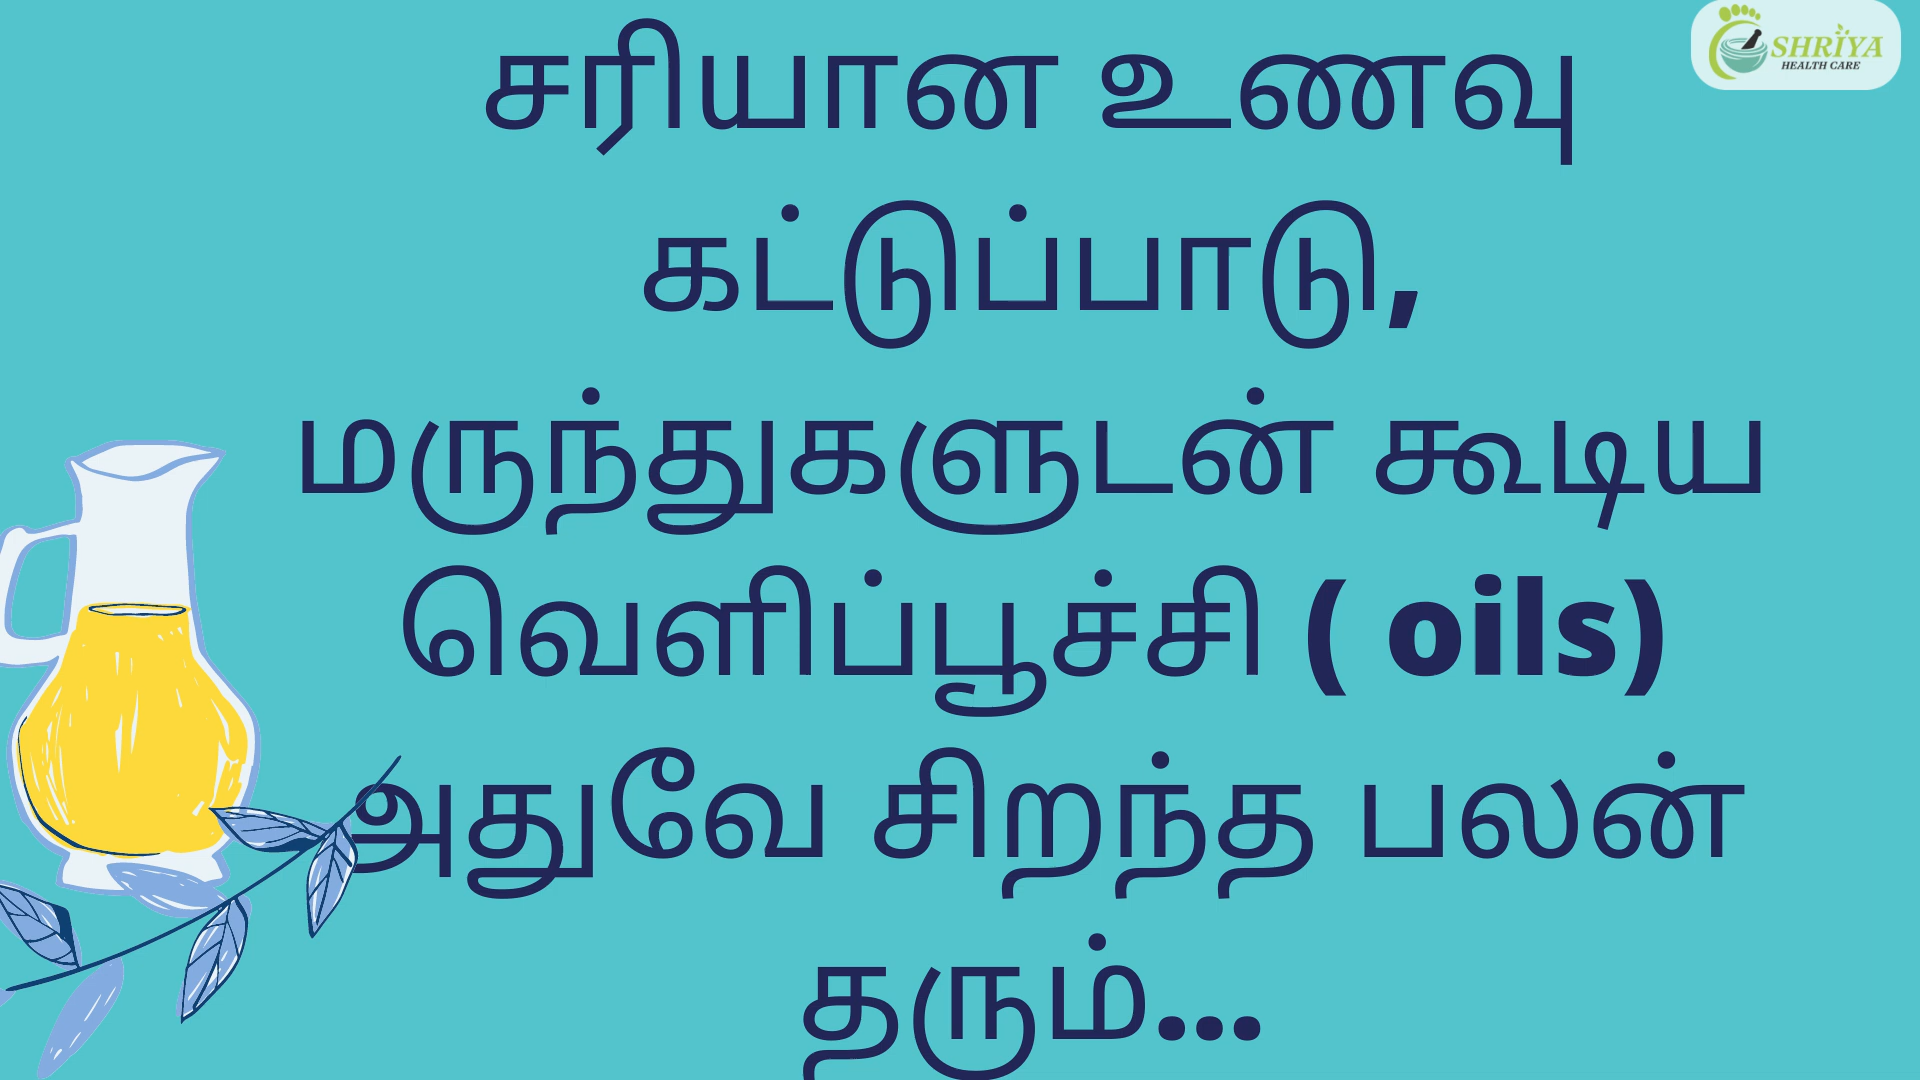 SHRIYA
HEALTH CARE
சரியான உணவு
கட்டுப்பாடு,
மருந்துகளுடன் கூடிய
வெளிப்பூச்சி ( oils)
அதுவே சிறந்த பலன்
தரும்...